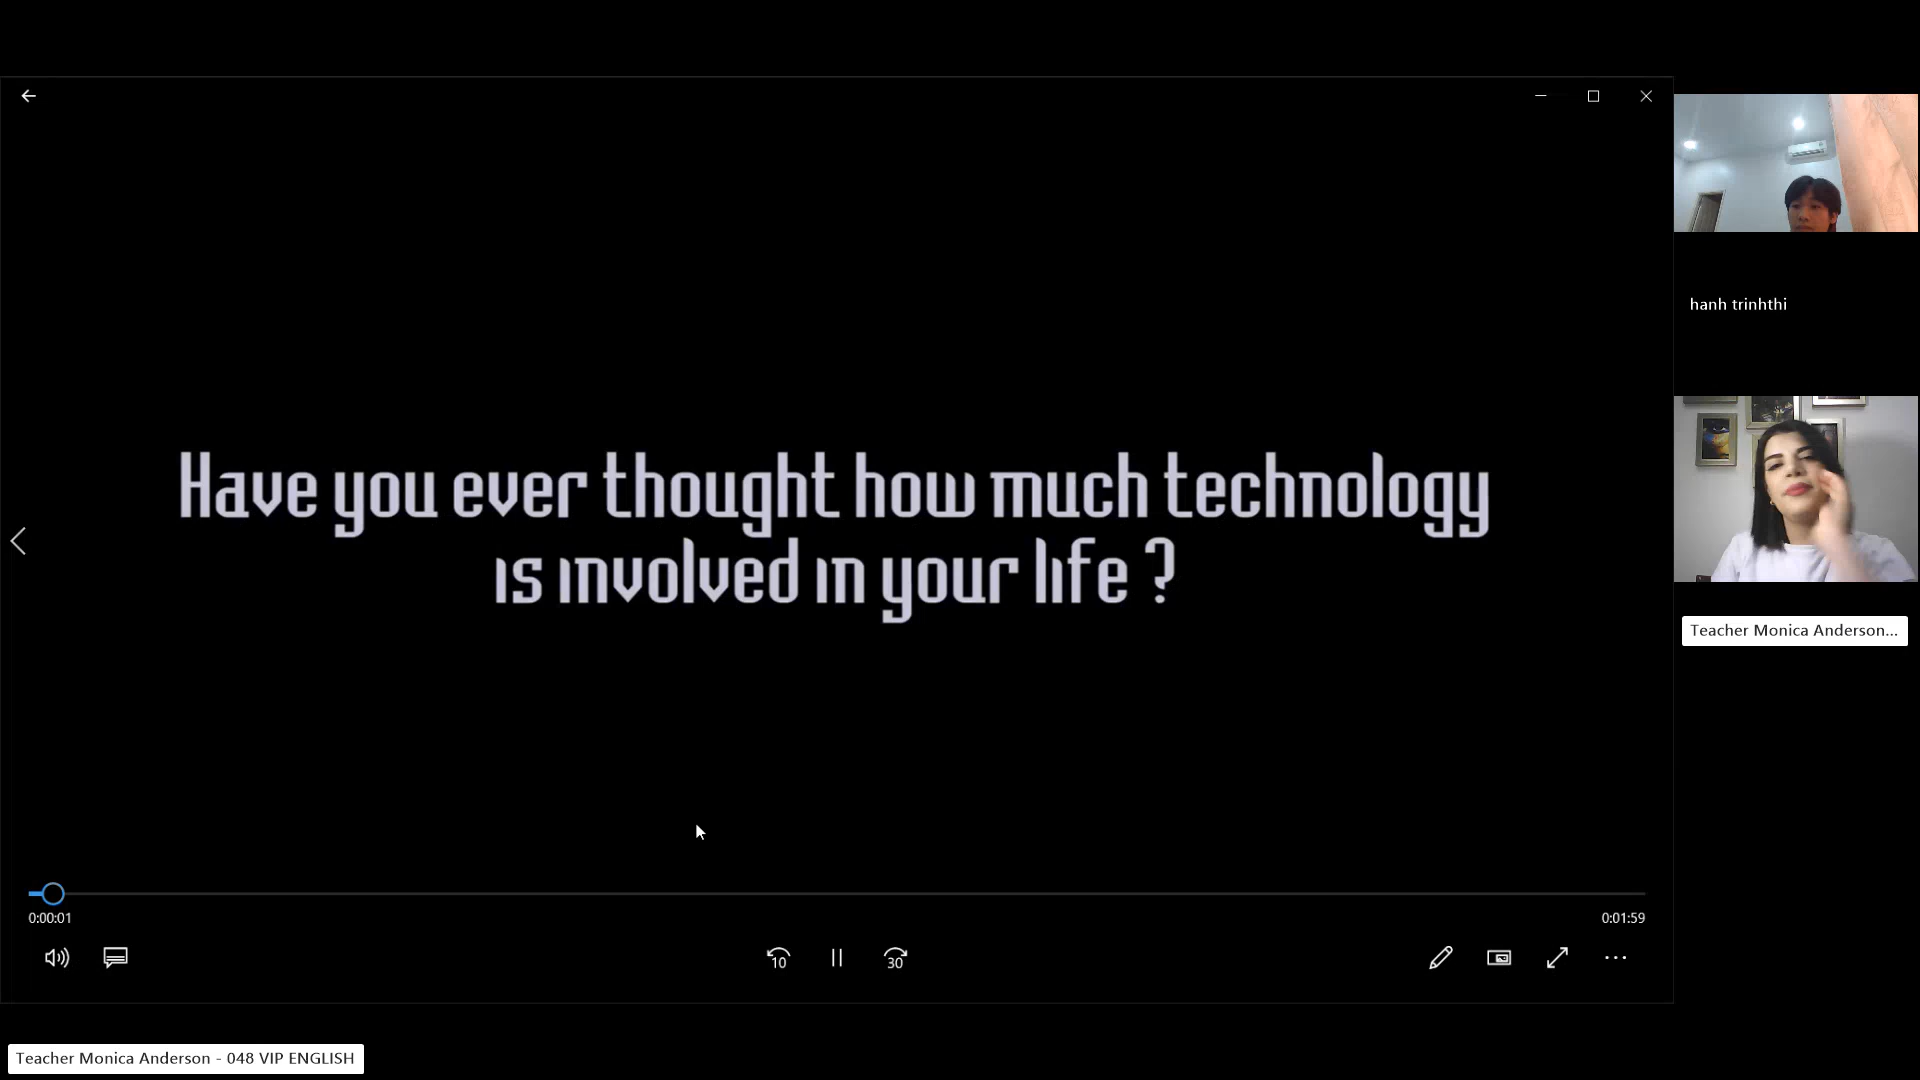 hanh trinhthi
Have you ever thought how much technology
is involved in your life ?
Teacher Monica Anderson...
0:00:01
0:01:59
10
30
Teacher Monica Anderson - 048 VIP ENGLISH